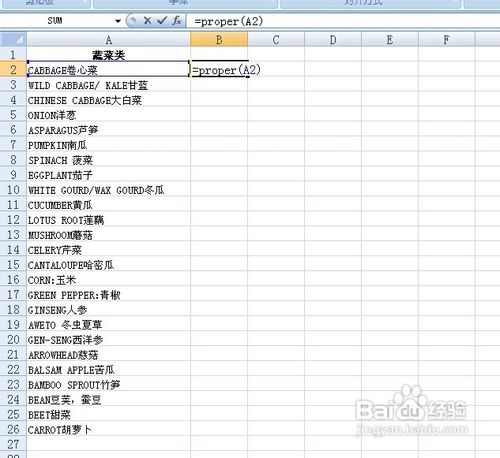 剪贴板 字体 对齐方式
SUM =proper(A2)
A B C D E F
1 蔬菜类
2 CABBAGE卷心菜 =proper(A2)
3 WILD CABBAGE/ KALE甘蓝
4 CHINESE CABBAGE大白菜
5 ONION洋葱
6 ASPARAGUS芦笋
7 PUMPKIN南瓜
8 SPINACH 菠菜
9 EGGPLANT茄子
10 WHITE GOURD/WAX GOURD冬瓜
11 CUCUMBER黄瓜
12 LOTUS ROOT莲藕
13 MUSHROOM蘑菇
14 CELERY芹菜
15 CANTALOUPE哈密瓜
16 CORN:玉米
17 GREEN PEPPER:青椒
18 GINSENG人参
19 AWETO 冬虫夏草
20 GEN-SENG西洋参
21 ARROWHEAD慈菇
22 BALSAM APPLE苦瓜
23 BAMBOO SPROUT竹笋
24 BEAN豆荚，蚕豆
25 BEET甜菜
26 CARROT胡萝卜
27
Baidu 经验
jingyan.baidu.com